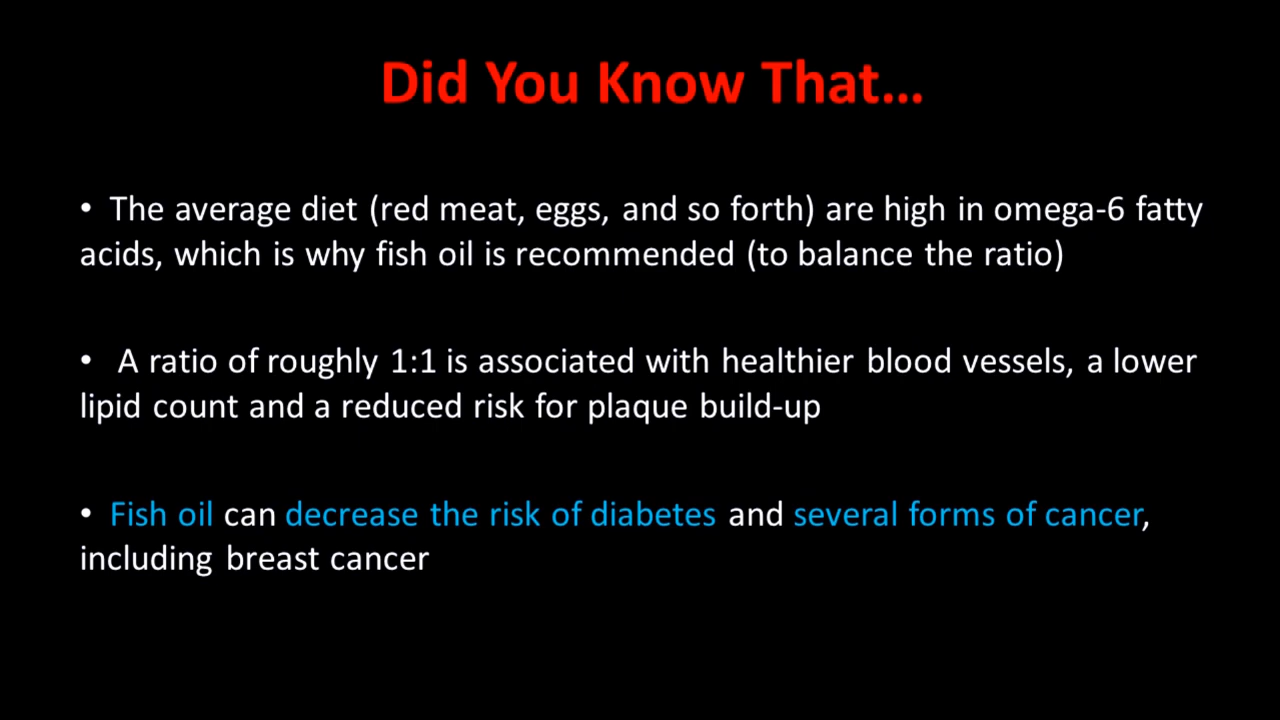 Did You Know That...
• The average diet (red meat, eggs, and so forth) are high in omega-6 fatty
acids, which is why fish oil is recommended (to balance the ratio)
• A ratio of roughly 1:1 is associated with healthier blood vessels, a lower
lipid count and a reduced risk for plaque build-up
• Fish oil can decrease the risk of diabetes and several forms of cancer,
including breast cancer